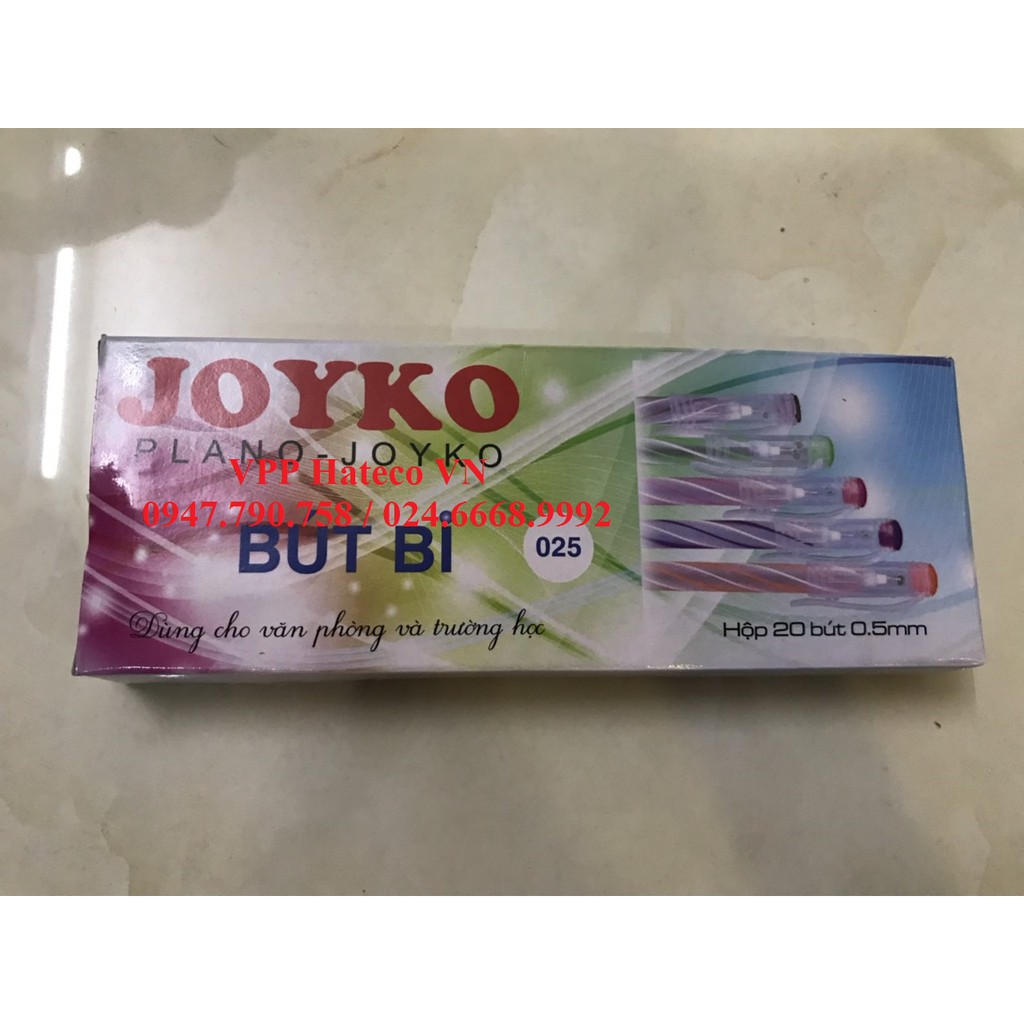 JOYKO
PLANO-JOYKO
VPP Hateco VN
0947.790.758 / 024.6668.9992
BÚT BI
025
Dùng cho văn phòng và trường học
Hộp 20 bút 0.5mm